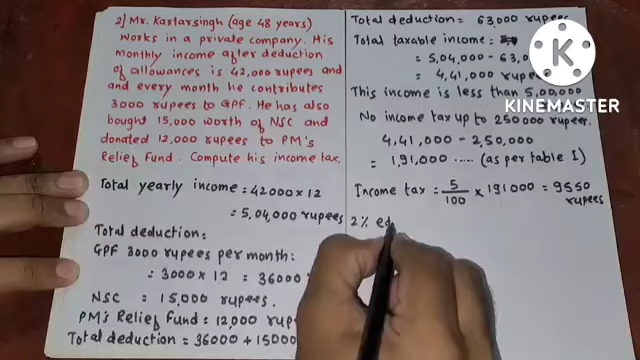 2] Mr. Kartarsingh (age 48 years)
Works in a private company. His
monthly income after deduction
of allowances is 42,000 rupees and
and every month he contributes
3000 rupees to GPF. He has also
bought 15,000 worth of NSC and
donated 12,000 rupees to PM's
Relief Fund. Compute his income tax.
Total yearly income = 42000 × 12
= 5,04,000 rupees
Total deduction:
GPF 3000 rupees per month:
= 3000 × 12 = 36000
NSC = 15,000 rupees.
PM's Relief Fund = 12,000 rup
Total deduction = 36000 + 15000
Total deduction = 63,000 rupees
Total taxable income =
= 5,04,000 - 63,0
= 4,41,000 rupe
This income is less than 5,00,000
No income tax up to 250000 rupees.
4,41,000 - 2,50,000
= 1,91,000 ..... (as per table I)
Income tax = 5/100 × 191000 = 9550
rupees
2% ed
K
KINEMASTER